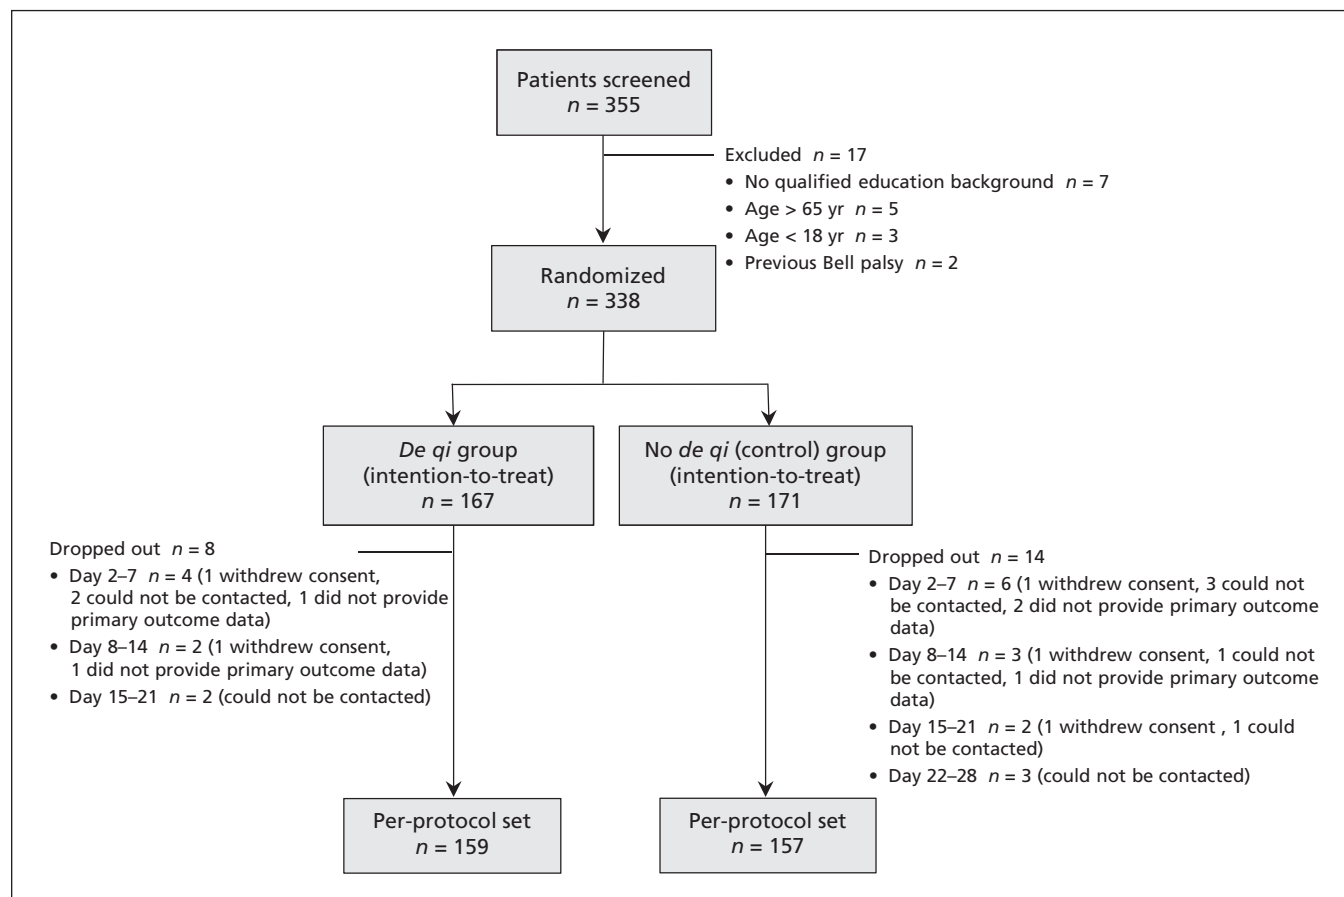 Patients screened
n = 355
Excluded n = 17
• No qualified education background n = 7
• Age > 65 yr n = 5
• Age < 18 yr n = 3
• Previous Bell palsy n = 2
Randomized
n = 338
De qi group
(intention-to-treat)
n = 167
No de qi (control) group
(intention-to-treat)
n = 171
Dropped out n = 8
• Day 2–7 n = 4 (1 withdrew consent,
2 could not be contacted, 1 did not provide
primary outcome data)
• Day 8–14 n = 2 (1 withdrew consent,
1 did not provide primary outcome data)
• Day 15–21 n = 2 (could not be contacted)
Dropped out n = 14
• Day 2–7 n = 6 (1 withdrew consent, 3 could not
be contacted, 2 did not provide primary outcome
data)
• Day 8–14 n = 3 (1 withdrew consent, 1 could not
be contacted, 1 did not provide primary outcome
data)
• Day 15–21 n = 2 (1 withdrew consent , 1 could
not be contacted)
• Day 22–28 n = 3 (could not be contacted)
Per-protocol set
n = 159
Per-protocol set
n = 157